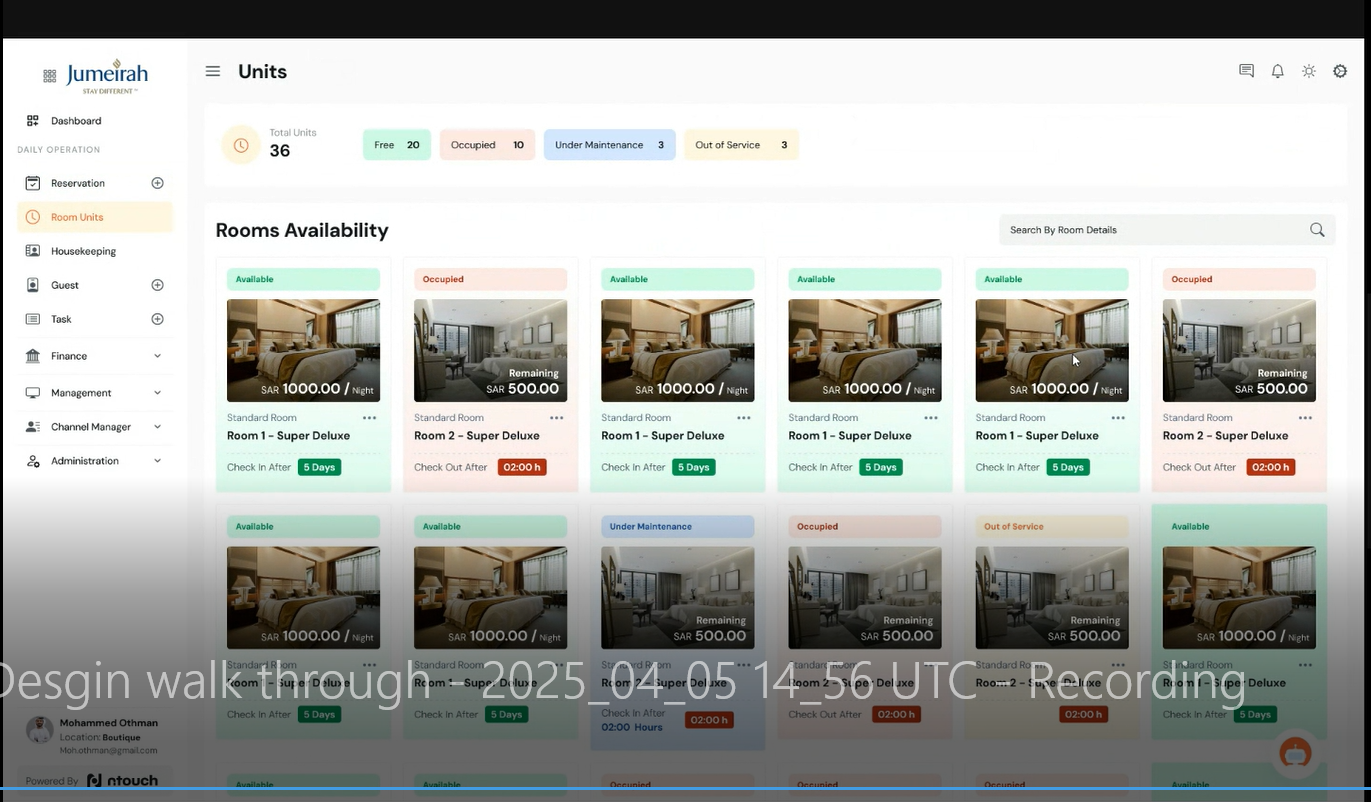 Jumeirah
STAY DIFFERENT™
Dashboard
DAILY OPERATION
Reservation
Room Units
Housekeeping
Guest
Task
Finance
Management
Channel Manager
Administration
Mohammed Othman
Location: Boutique
Moh.othman@gmail.com
Powered By ntouch
Units
Total Units
36
Free 20 Occupied 10 Under Maintenance 3 Out of Service 3
Rooms Availability
Search By Room Details
Available Occupied Available Available Available Occupied
Remaining Remaining
SAR 1000.00 / Night SAR 500.00 SAR 1000.00 / Night SAR 1000.00 / Night SAR 1000.00 / Night SAR 500.00
Standard Room Standard Room Standard Room Standard Room Standard Room Standard Room
Room 1 - Super Deluxe Room 2 - Super Deluxe Room 1 - Super Deluxe Room 1 - Super Deluxe Room 1 - Super Deluxe Room 2 - Super Deluxe
Check In After 5 Days Check Out After 02:00 h Check In After 5 Days Check In After 5 Days Check In After 5 Days Check Out After 02:00 h
Available Available Under Maintenance Occupied Out of Service Available
Remaining Remaining Remaining
SAR 1000.00 / Night SAR 1000.00 / Night SAR 500.00 SAR 500.00 SAR 500.00 SAR 1000.00 / Night
Standard Room Standard Room Standard Room Standard Room Standard Room Standard Room
Room 1 - Super Deluxe Room 1 - Super Deluxe Room 2 - Super Deluxe Room 2 - Super Deluxe Room 2 - Super Deluxe Room 1 - Super Deluxe
Check In After 5 Days Check In After 5 Days Check In After 02:00 h Check Out After 02:00 h 02:00 h Check In After 5 Days
02:00 Hours
Desgin walk through - 2025_04_05 14_56 UTC - Recording
Available Available Occupied Occupied Occupied Available